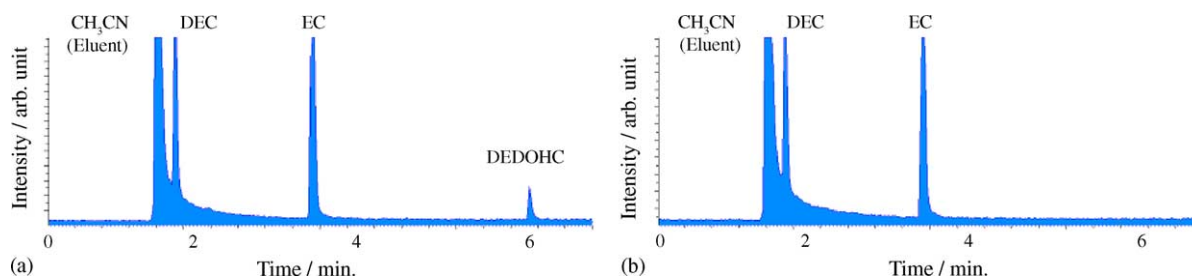 CH₃CN DEC EC
(Eluent)
DEDOHC
Intensity / arb. unit
0 2 4 6
(a) Time / min.
CH₃CN DEC EC
(Eluent)
Intensity / arb. unit
0 2 4 6
(b) Time / min.